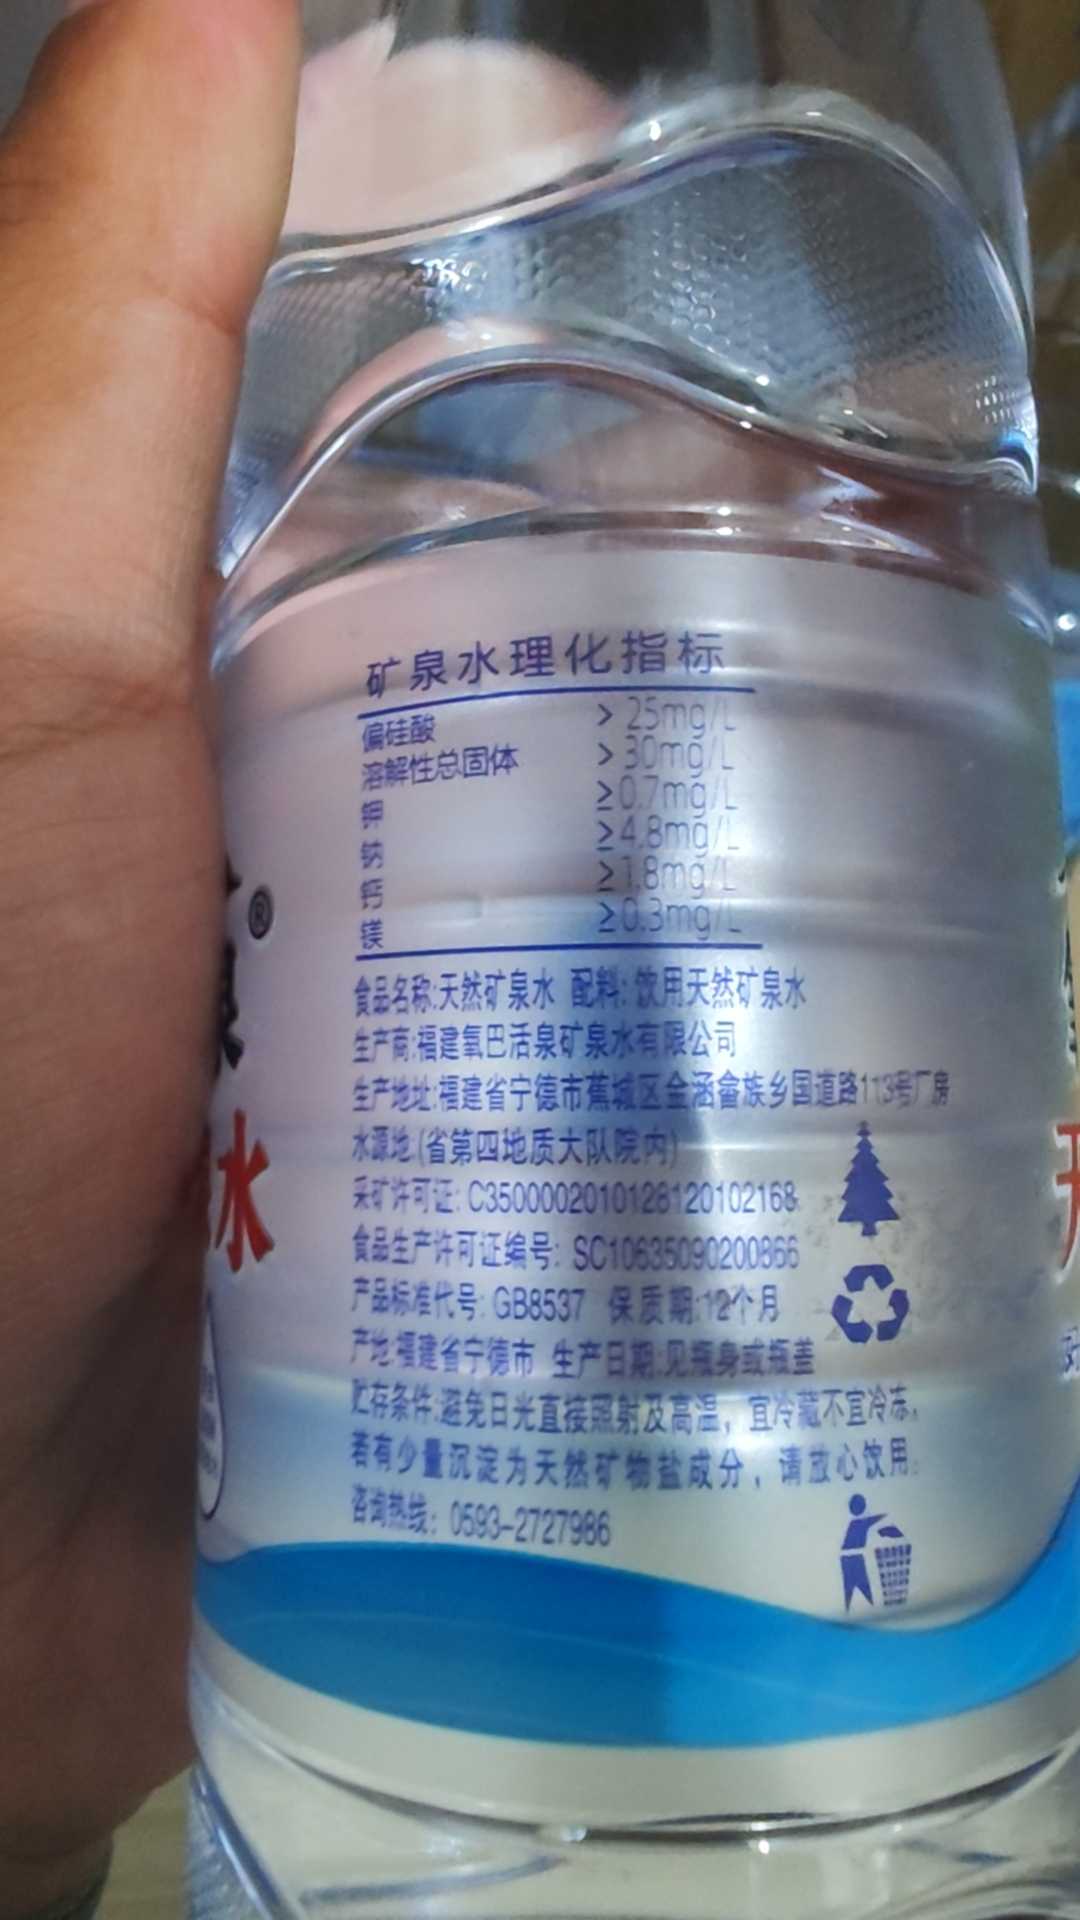 矿泉水理化指标
偏硅酸 > 25mg/L
溶解性总固体 > 30mg/L
钾 ≥0.7mg/L
钠 ≥4.8mg/L
钙 ≥1.8mg/L
镁 ≥0.3mg/L
®
食品名称:天然矿泉水 配料:饮用天然矿泉水
生产商:福建氧巴活泉矿泉水有限公司
生产地址:福建省宁德市蕉城区金涵畲族乡国道路113号厂房
水源地:(省第四地质大队院内)
采矿许可证: C3500002010128120102168
食品生产许可证编号: SC10635090200866
产品标准代号: GB8537 保质期:12个月
产地:福建省宁德市 生产日期:见瓶身或瓶盖
贮存条件:避免日光直接照射及高温，宜冷藏不宜冷冻。
若有少量沉淀为天然矿物盐成分，请放心饮用。
咨询热线：0593-2727986
水